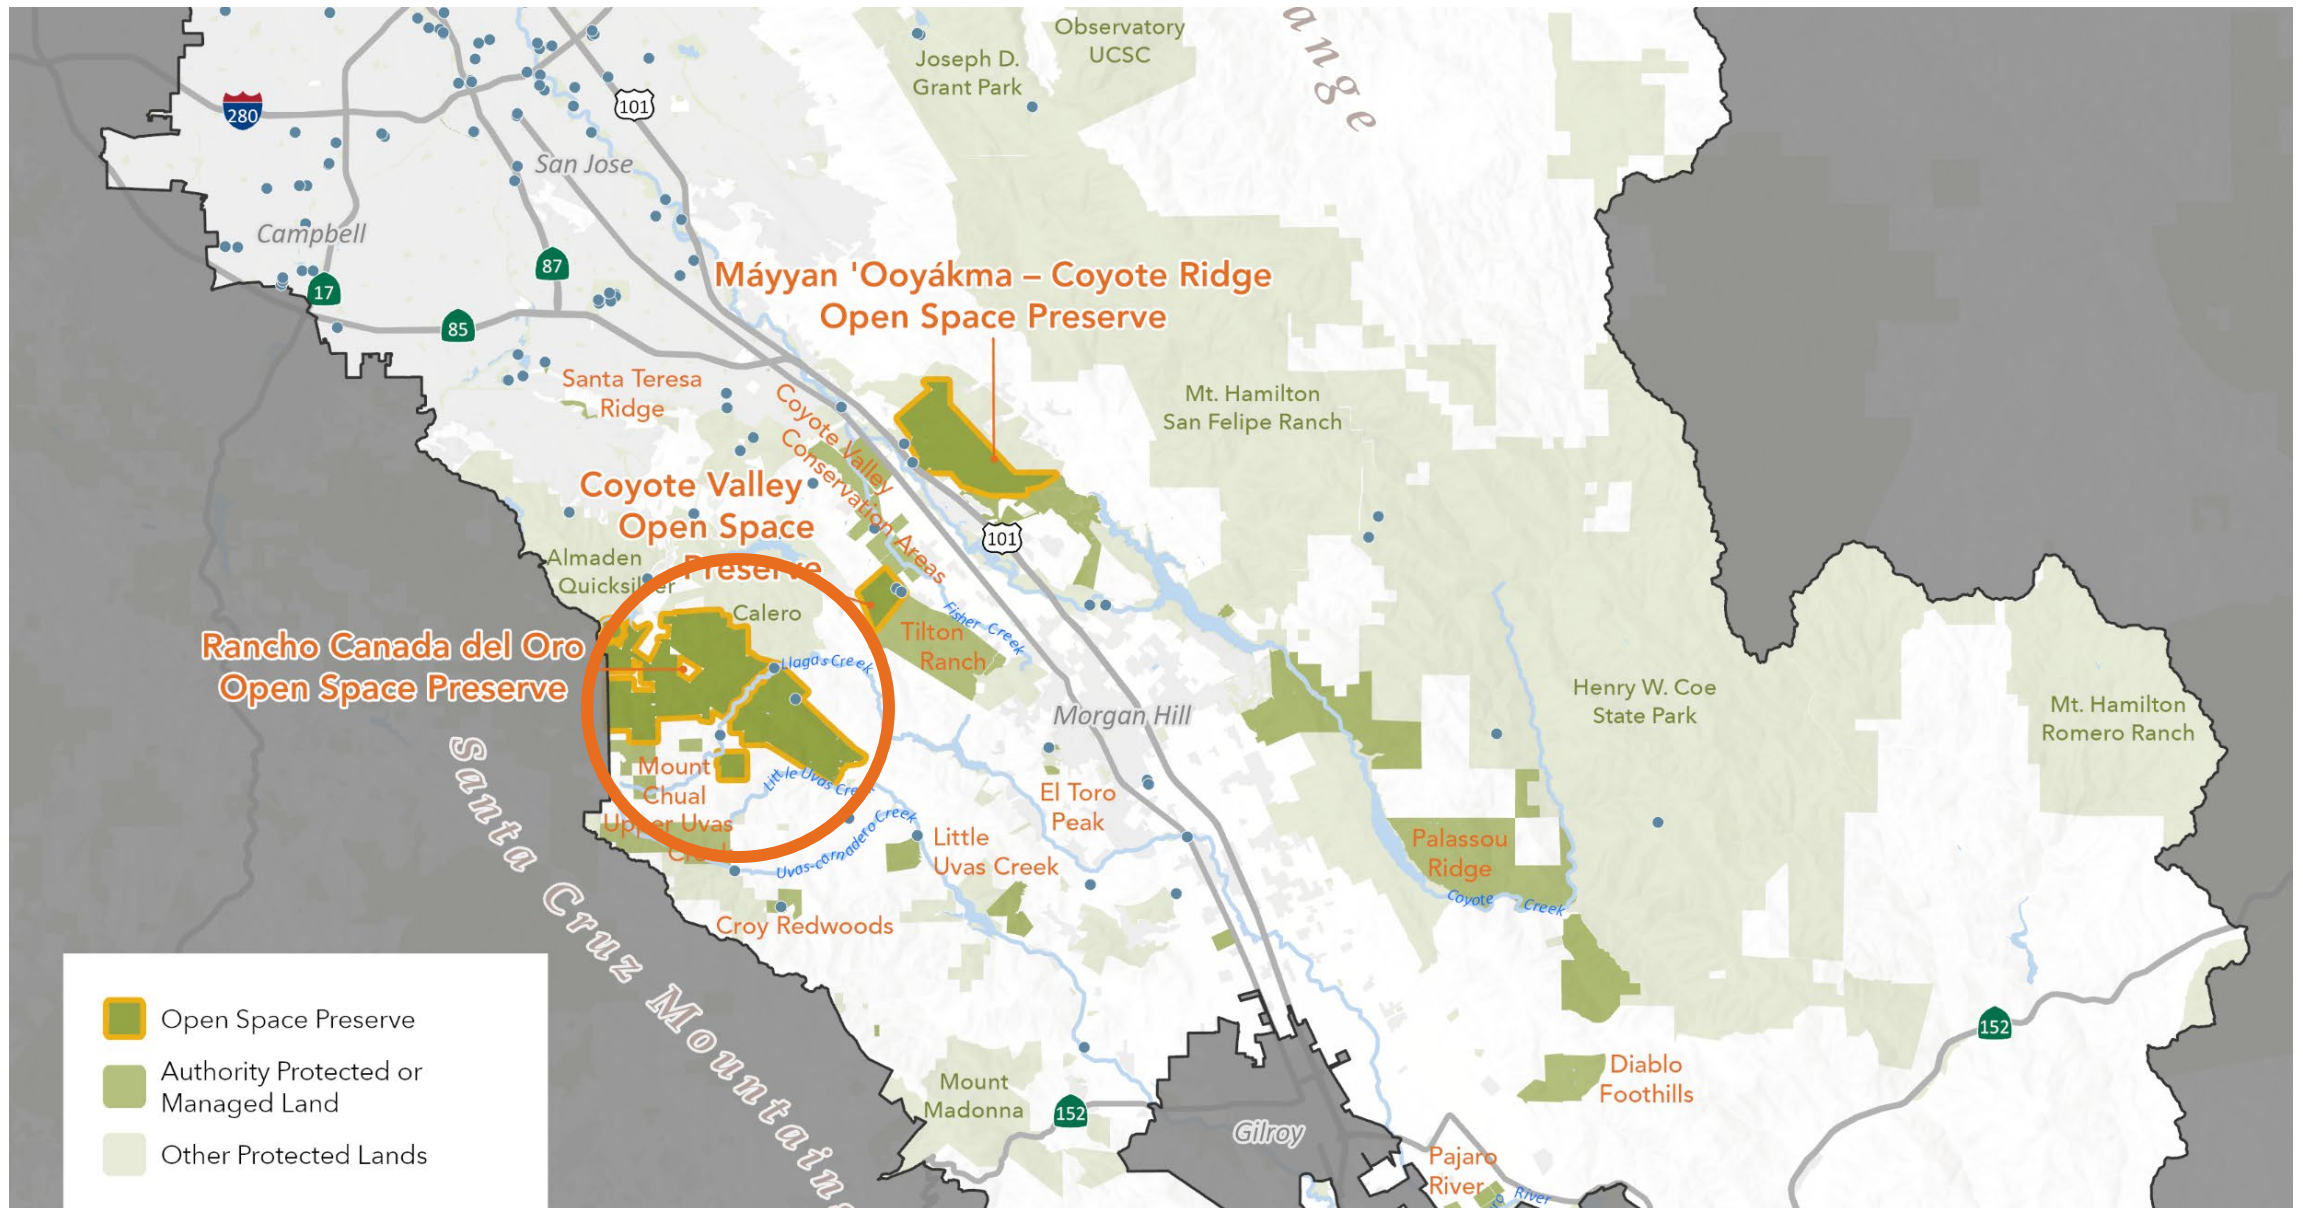 Observatory
UCSC
Joseph D.
Grant Park
ange
280
101
San Jose
Campbell
87
17
85
Máyyan 'Ooyákma – Coyote Ridge
Open Space Preserve
Santa Teresa
Ridge
Mt. Hamilton
San Felipe Ranch
Coyote Valley
Conservation Areas
Coyote Valley
Open Space
Preserve
101
Almaden
Quicksilver
Calero
Fisher Creek
Tilton
Ranch
Rancho Canada del Oro
Open Space Preserve
Llagas Creek
Morgan Hill
Henry W. Coe
State Park
Mt. Hamilton
Romero Ranch
Mount
Chual
Little Uvas Creek
Upper Uvas
Creek
Uvas-carnadero Creek
El Toro
Peak
Little
Uvas Creek
Palassou
Ridge
Coyote Creek
Croy Redwoods
Santa Cruz Mountains
152
Open Space Preserve
Authority Protected or
Managed Land
Other Protected Lands
Mount
Madonna
152
Gilroy
Diablo
Foothills
Pajaro
River
River